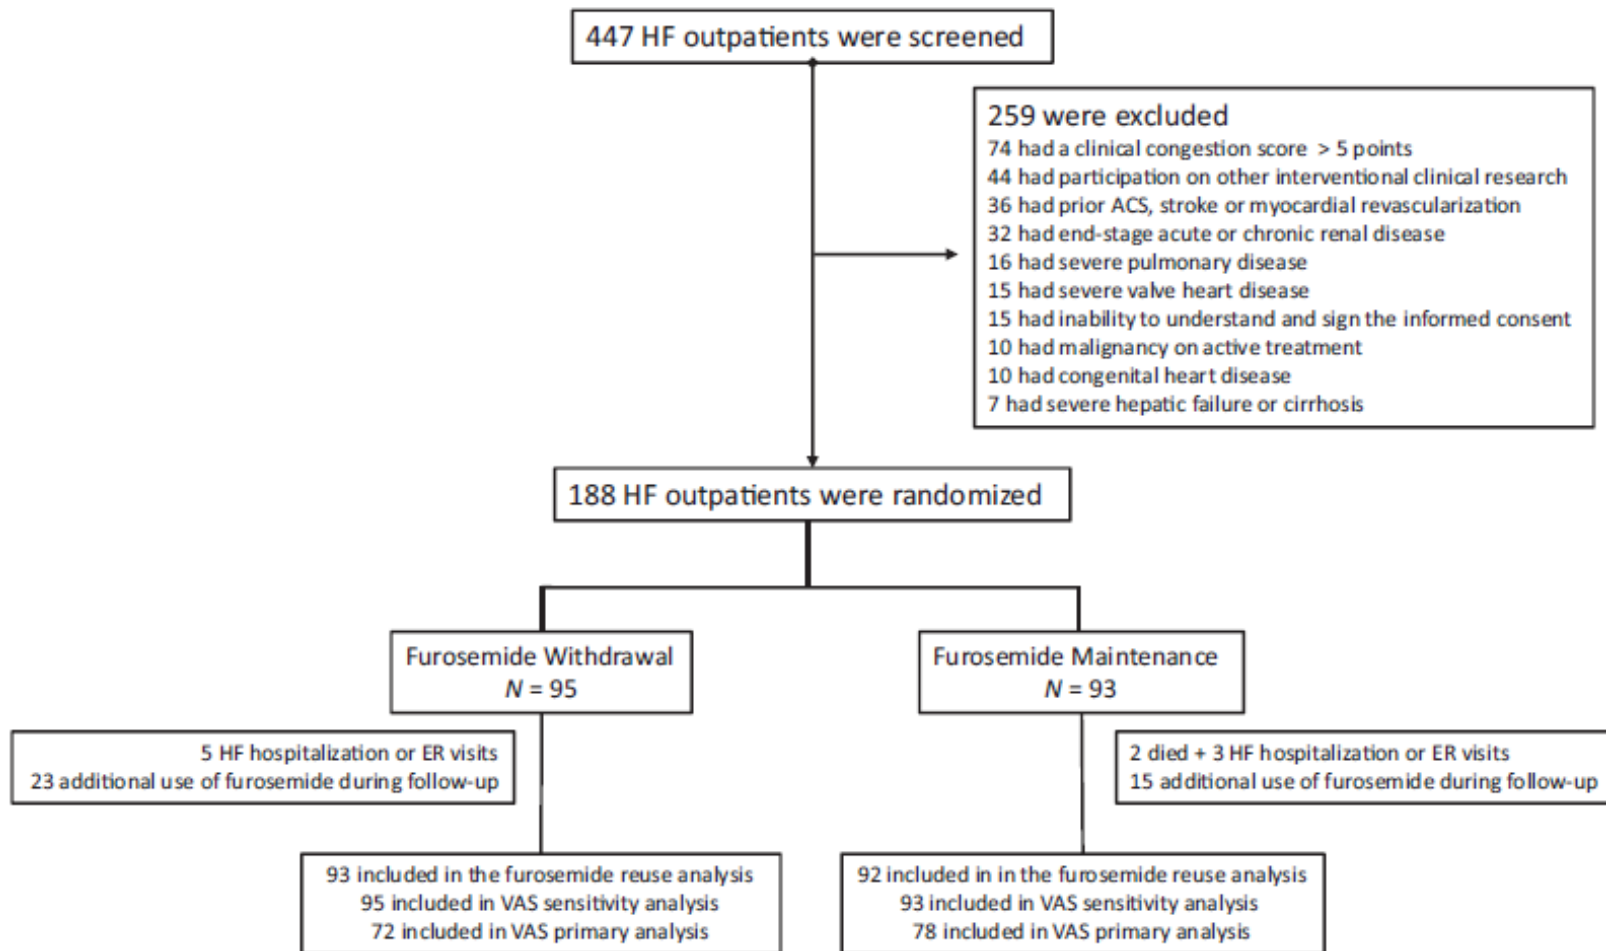 447 HF outpatients were screened
259 were excluded
74 had a clinical congestion score > 5 points
44 had participation on other interventional clinical research
36 had prior ACS, stroke or myocardial revascularization
32 had end-stage acute or chronic renal disease
16 had severe pulmonary disease
15 had severe valve heart disease
15 had inability to understand and sign the informed consent
10 had malignancy on active treatment
10 had congenital heart disease
7 had severe hepatic failure or cirrhosis
188 HF outpatients were randomized
Furosemide Withdrawal
N = 95
Furosemide Maintenance
N = 93
5 HF hospitalization or ER visits
23 additional use of furosemide during follow-up
2 died + 3 HF hospitalization or ER visits
15 additional use of furosemide during follow-up
93 included in the furosemide reuse analysis
95 included in VAS sensitivity analysis
72 included in VAS primary analysis
92 included in in the furosemide reuse analysis
93 included in VAS sensitivity analysis
78 included in VAS primary analysis